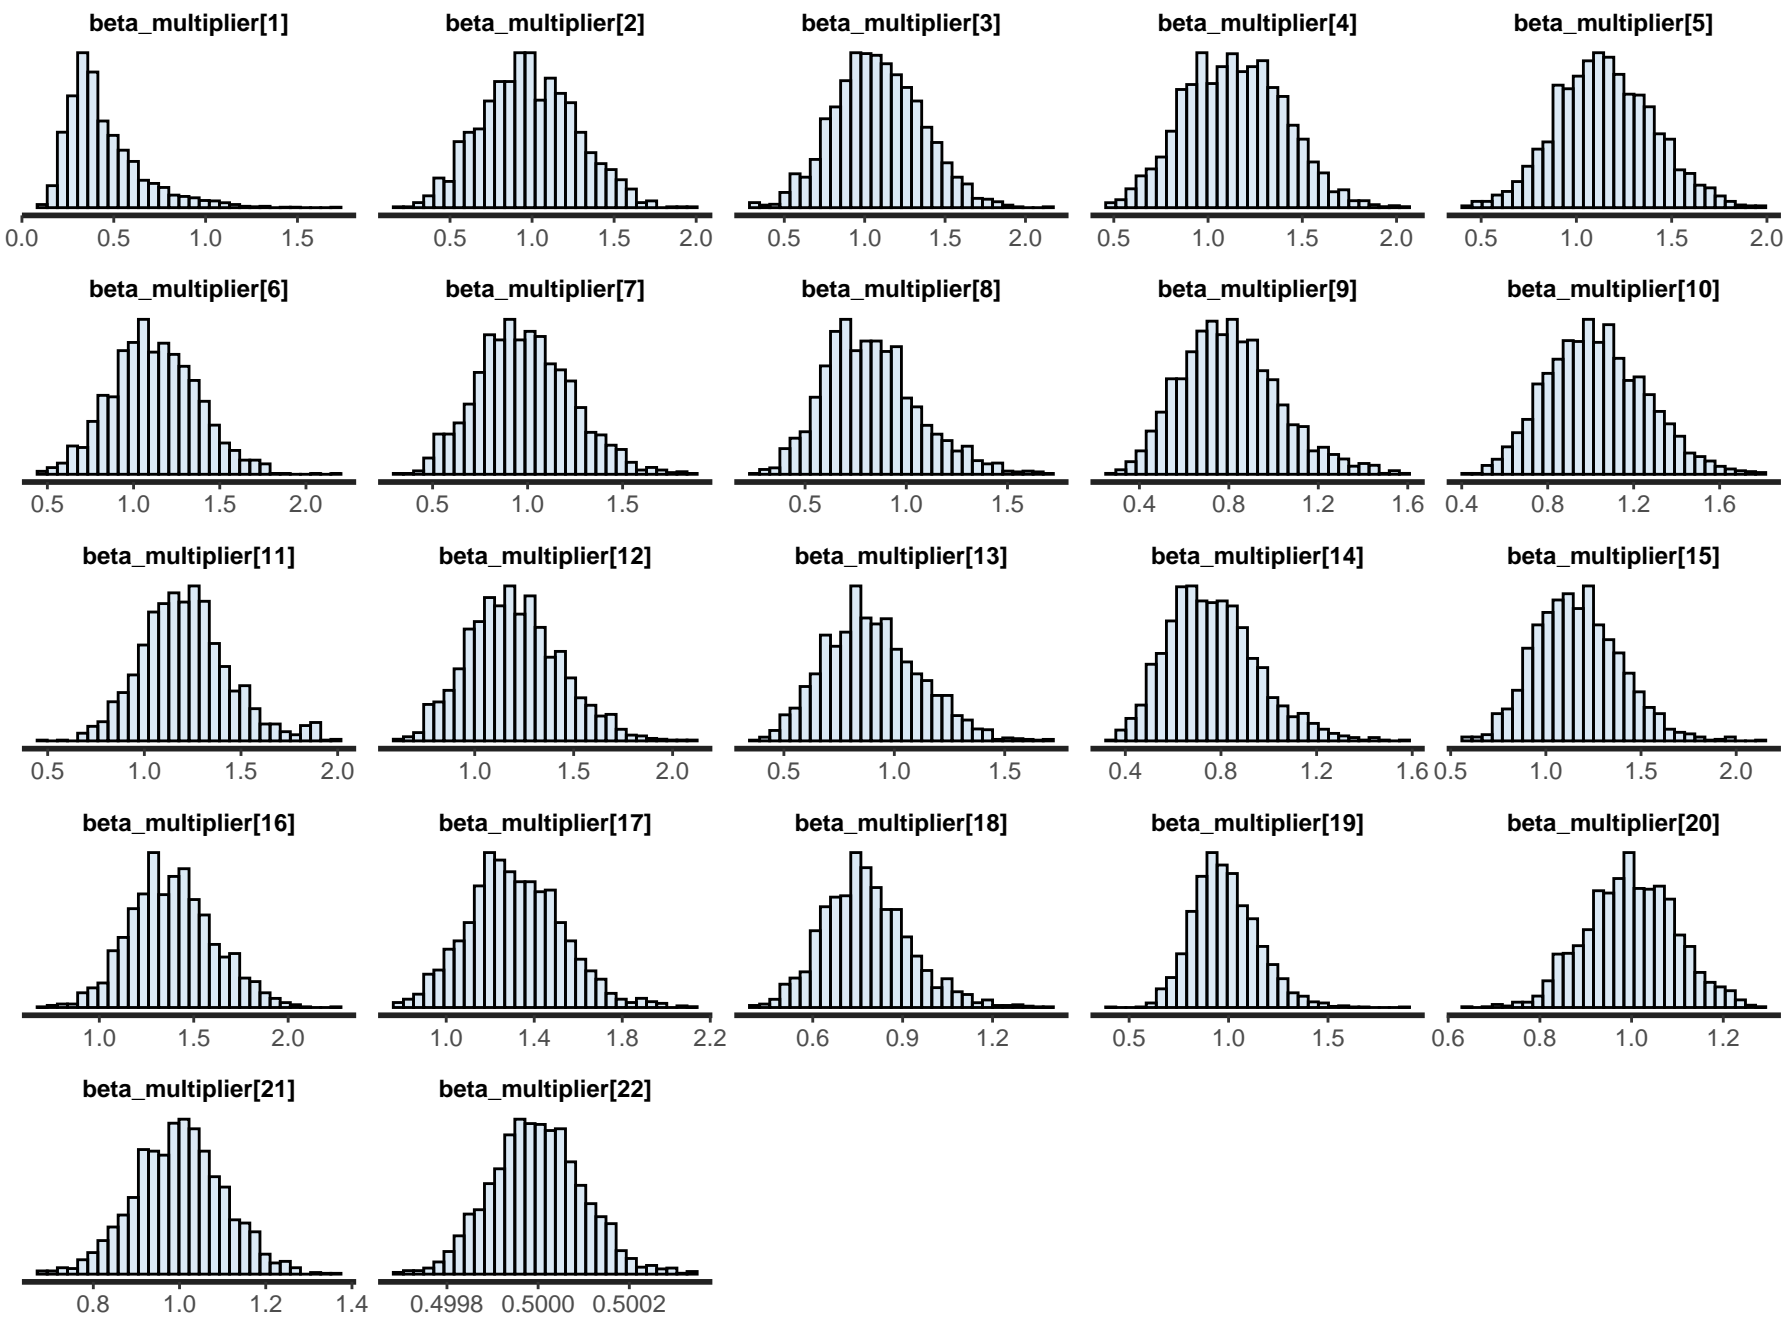 beta_multiplier[1] beta_multiplier[2] beta_multiplier[3] beta_multiplier[4] beta_multiplier[5]
0.0 0.5 1.0 1.5 0.5 1.0 1.5 2.0 0.5 1.0 1.5 2.0 0.5 1.0 1.5 2.0 0.5 1.0 1.5 2.0
beta_multiplier[6] beta_multiplier[7] beta_multiplier[8] beta_multiplier[9] beta_multiplier[10]
0.5 1.0 1.5 2.0 0.5 1.0 1.5 0.5 1.0 1.5 0.4 0.8 1.2 1.6 0.4 0.8 1.2 1.6
beta_multiplier[11] beta_multiplier[12] beta_multiplier[13] beta_multiplier[14] beta_multiplier[15]
0.5 1.0 1.5 2.0 1.0 1.5 2.0 0.5 1.0 1.5 0.4 0.8 1.2 1.6 0.5 1.0 1.5 2.0
beta_multiplier[16] beta_multiplier[17] beta_multiplier[18] beta_multiplier[19] beta_multiplier[20]
1.0 1.5 2.0 1.0 1.4 1.8 2.2 0.6 0.9 1.2 0.5 1.0 1.5 0.6 0.8 1.0 1.2
beta_multiplier[21] beta_multiplier[22]
0.8 1.0 1.2 1.4 0.4998 0.5000 0.5002